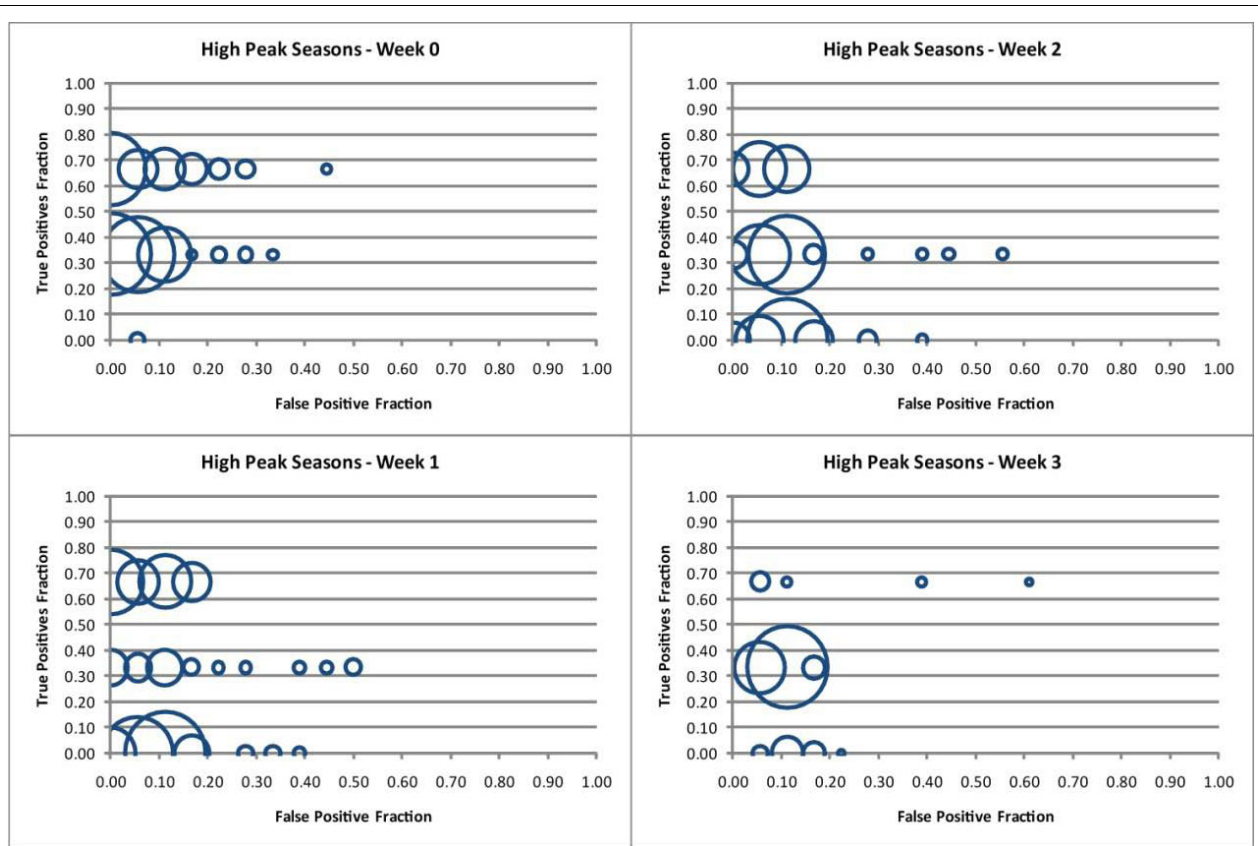 High Peak Seasons - Week 0
True Positives Fraction
1.00
0.90
0.80
0.70
0.60
0.50
0.40
0.30
0.20
0.10
0.00
0.00 0.10 0.20 0.30 0.40 0.50 0.60 0.70 0.80 0.90 1.00
False Positive Fraction
High Peak Seasons - Week 2
True Positives Fraction
1.00
0.90
0.80
0.70
0.60
0.50
0.40
0.30
0.20
0.10
0.00
0.00 0.10 0.20 0.30 0.40 0.50 0.60 0.70 0.80 0.90 1.00
False Positive Fraction
High Peak Seasons - Week 1
True Positives Fraction
1.00
0.90
0.80
0.70
0.60
0.50
0.40
0.30
0.20
0.10
0.00
0.00 0.10 0.20 0.30 0.40 0.50 0.60 0.70 0.80 0.90 1.00
False Positive Fraction
High Peak Seasons - Week 3
True Positives Fraction
1.00
0.90
0.80
0.70
0.60
0.50
0.40
0.30
0.20
0.10
0.00
0.00 0.10 0.20 0.30 0.40 0.50 0.60 0.70 0.80 0.90 1.00
False Positive Fraction